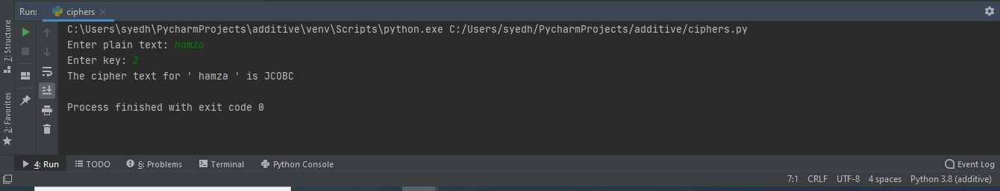 Run: ciphers
C:\Users\syedh\PycharmProjects\additive\venv\Scripts\python.exe C:/Users/syedh/PycharmProjects/additive/ciphers.py
Enter plain text: hamza
Enter key: 2
The cipher text for ' hamza ' is JCOBC
Process finished with exit code 0
7: Structure
2: Favorites
4: Run TODO 6: Problems Terminal Python Console Event Log
7:1 CRLF UTF-8 4 spaces Python 3.8 (additive)